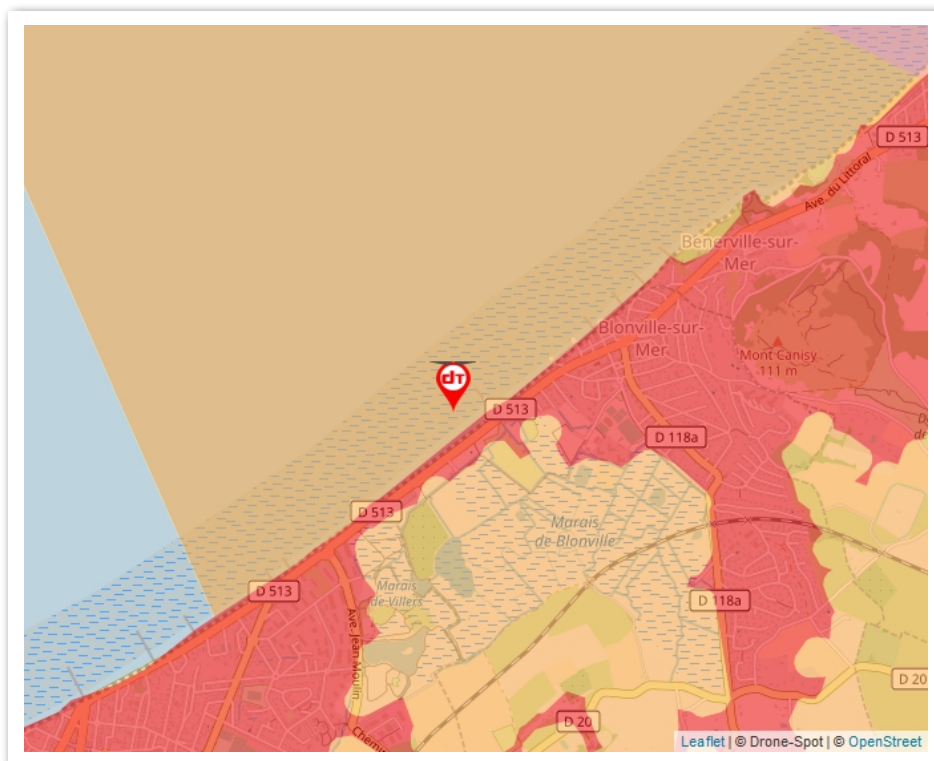 D 513
Ave. du Littoral
Bénerville-sur-
Mer
Blonville-sur-
Mer
Mont Canisy
111 m
dT
D 513
D 118a
D 513
Marais
de Blonville
Marais
de Villers
D 513
D 118a
Ave. Jean Moulin
D 20
D 20
Leaflet | © Drone-Spot | © OpenStreet